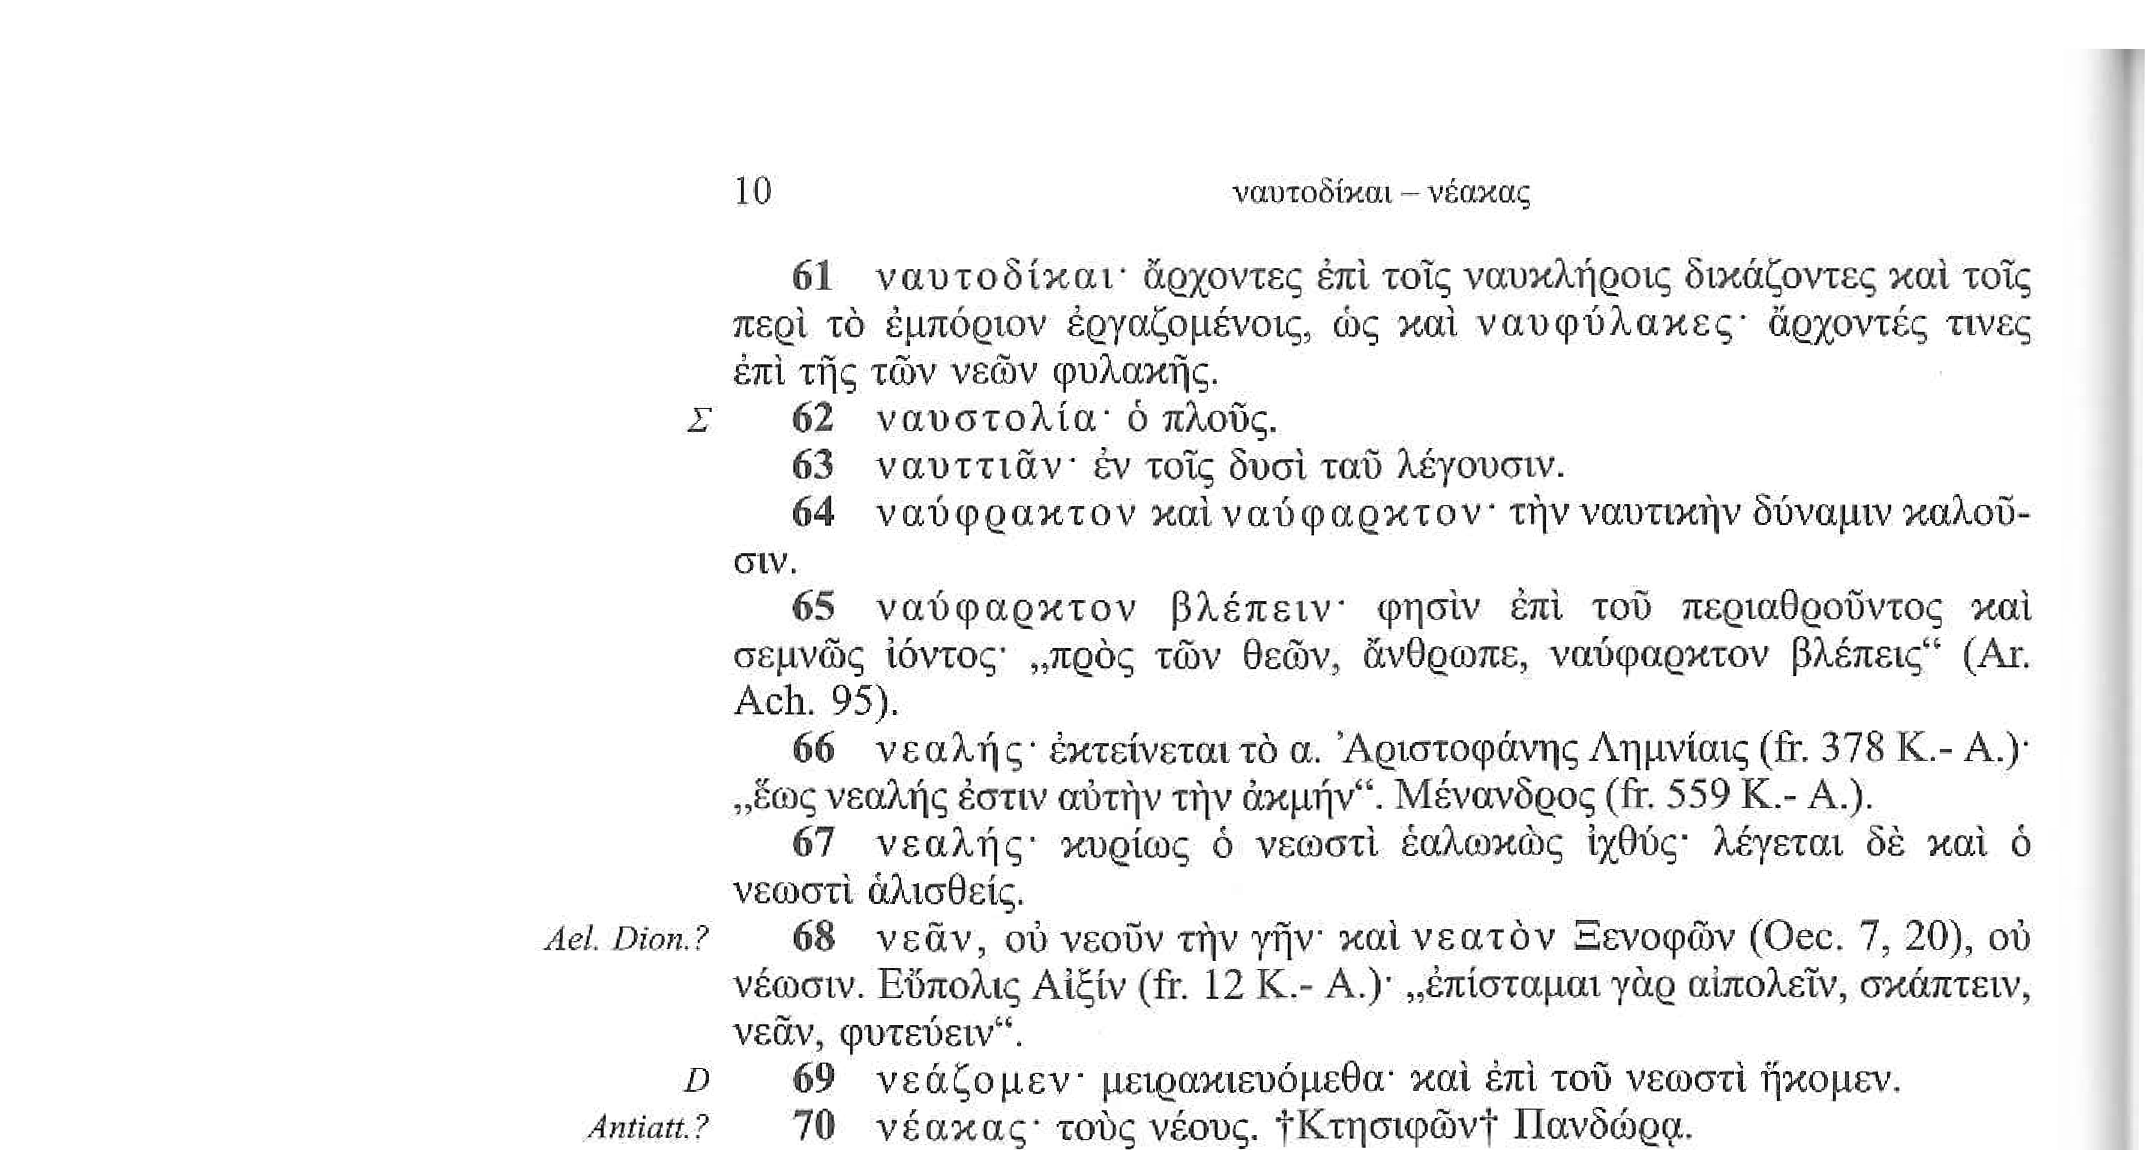 10 ναυτοδίκαι – νέακας
61 ναυτοδίκαι· ἄρχοντες ἐπὶ τοῖς ναυκλήροις δικάζοντες καὶ τοῖς
περὶ τὸ ἐμπόριον ἐργαζομένοις, ὡς καὶ ναυφύλακες· ἄρχοντές τινες
ἐπὶ τῆς τῶν νεῶν φυλακῆς.
Σ 62 ναυστολία· ὁ πλοῦς.
63 ναυττιᾶν· ἐν τοῖς δυσὶ ταῦ λέγουσιν.
64 ναύφρακτον καὶ ναύφαρκτον· τὴν ναυτικὴν δύναμιν καλοῦ-
σιν.
65 ναύφαρκτον βλέπειν· φησὶν ἐπὶ τοῦ περιαθροῦντος καὶ
σεμνῶς ἰόντος· „πρὸς τῶν θεῶν, ἄνθρωπε, ναύφαρκτον βλέπεις“ (Ar.
Ach. 95).
66 νεαλής· ἐκτείνεται τὸ α. Ἀριστοφάνης Λημνίαις (fr. 378 K.- A.)·
„ἕως νεαλής ἐστιν αὐτὴν τὴν ἀκμήν“. Μένανδρος (fr. 559 K.- A.).
67 νεαλής· κυρίως ὁ νεωστὶ ἑαλωκὼς ἰχθύς· λέγεται δὲ καὶ ὁ
νεωστὶ ἁλισθείς.
Ael. Dion.? 68 νεᾶν, οὐ νεοῦν τὴν γῆν· καὶ νεατὸν Ξενοφῶν (Oec. 7, 20), οὐ
νέωσιν. Εὔπολις Αἰξίν (fr. 12 K.- A.)· „ἐπίσταμαι γὰρ αἰπολεῖν, σκάπτειν,
νεᾶν, φυτεύειν“.
D 69 νεάζομεν· μειρακιευόμεθα· καὶ ἐπὶ τοῦ νεωστὶ ἥκομεν.
Antiatt.? 70 νέακας· τοὺς νέους. †Κτησιφῶν† Πανδώρᾳ.